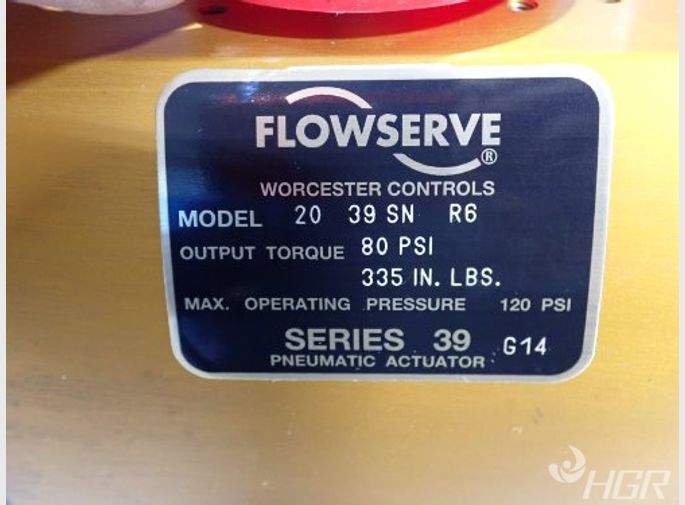 FLOWSERVE®
WORCESTER CONTROLS
MODEL 20 39 SN R6
OUTPUT TORQUE 80 PSI
335 IN. LBS.
MAX. OPERATING PRESSURE 120 PSI
SERIES 39 G14
PNEUMATIC ACTUATOR
HGR